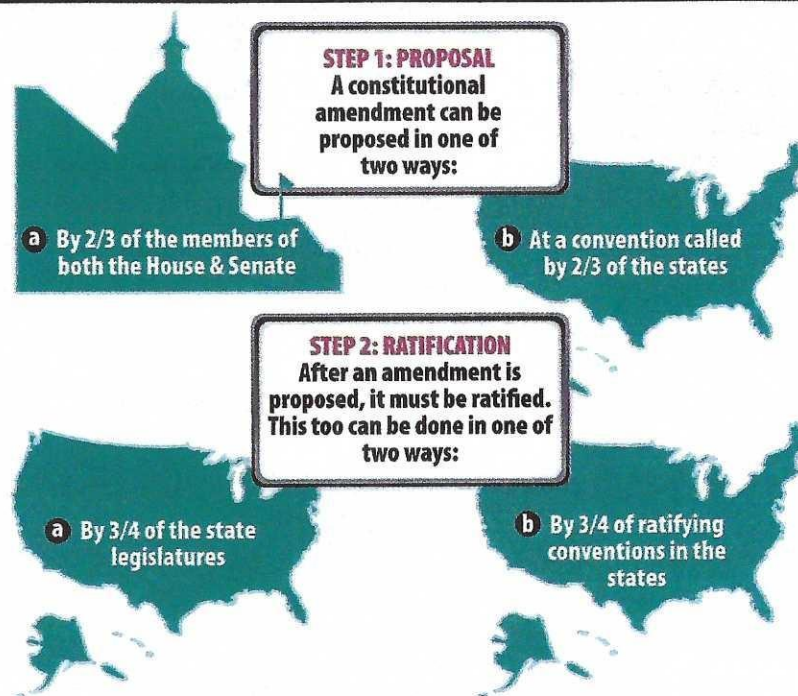 STEP 1: PROPOSAL
A constitutional
amendment can be
proposed in one of
two ways:
a By 2/3 of the members of
both the House & Senate
b At a convention called
by 2/3 of the states
STEP 2: RATIFICATION
After an amendment is
proposed, it must be ratified.
This too can be done in one of
two ways:
a By 3/4 of the state
legislatures
b By 3/4 of ratifying
conventions in the
states